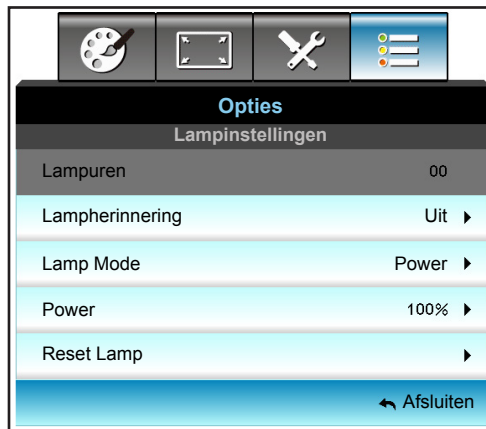 Opties
Lampinstellingen
Lampuren 00
Lampherinnering Uit
Lamp Mode Power
Power 100%
Reset Lamp
Afsluiten